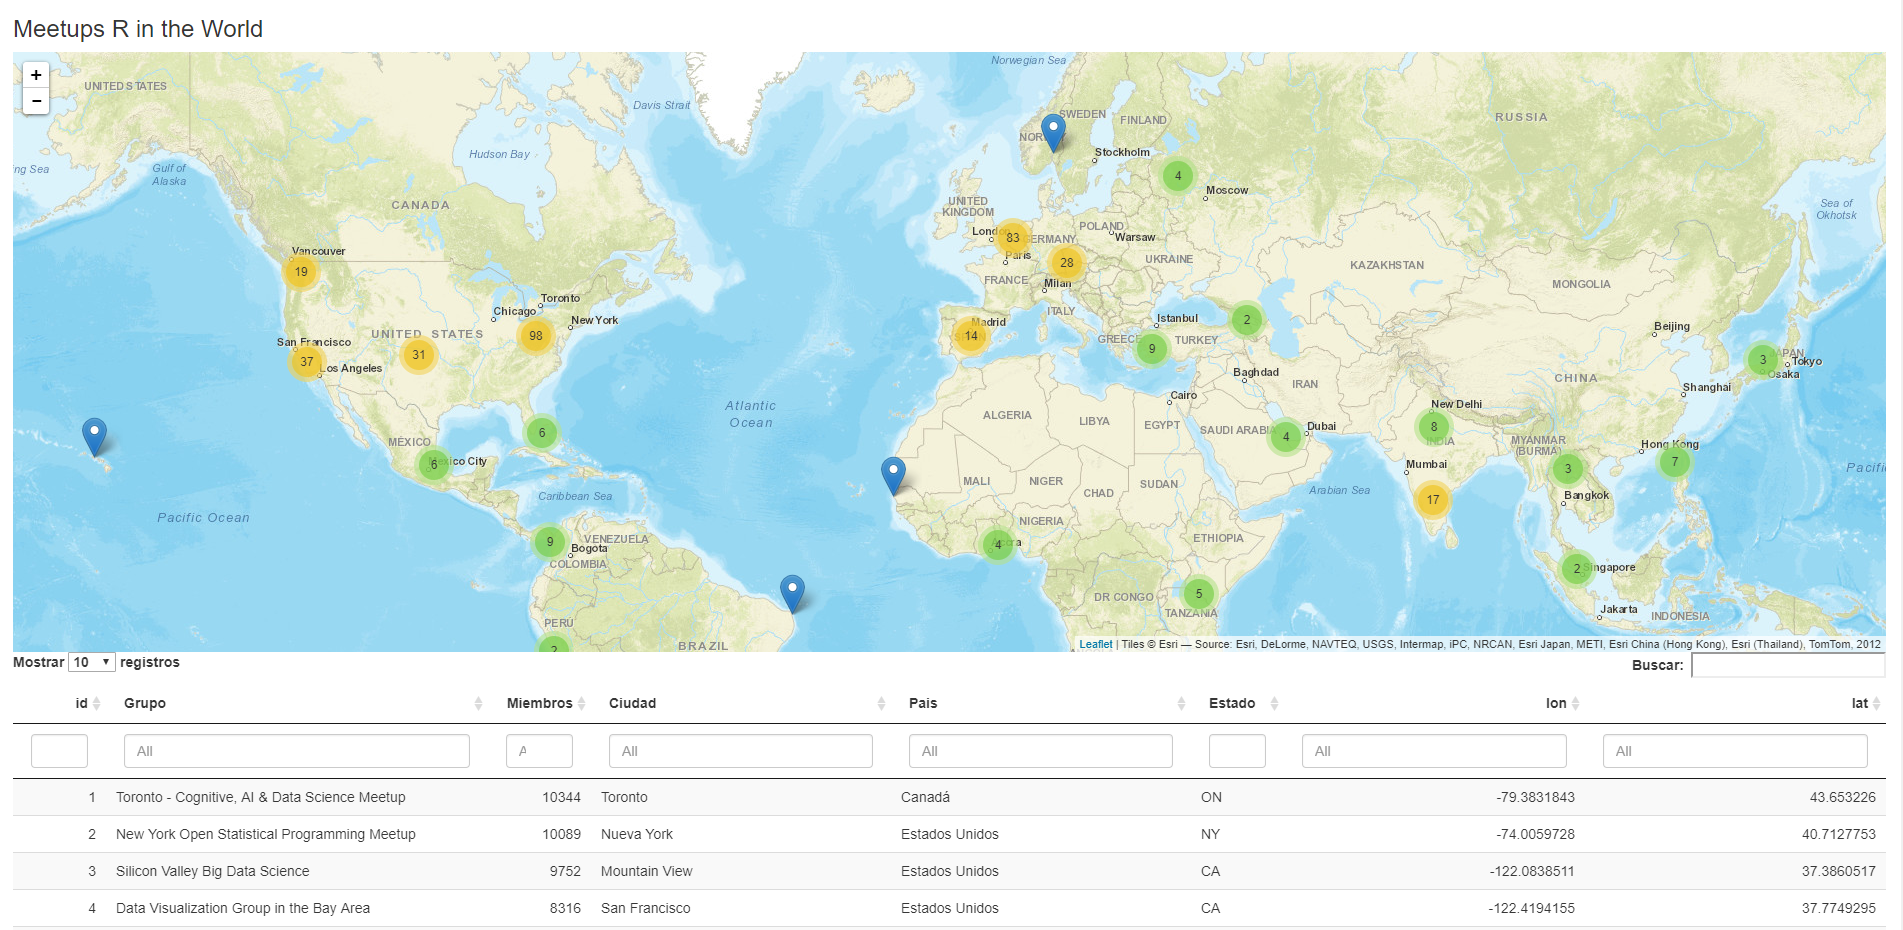 Meetups R in the World
+
−
UNITED STATES
Norwegian Sea
Davis Strait
SWEDEN
FINLAND
RUSSIA
Stockholm
Hudson Bay
Gulf of
Alaska
ing Sea
4
Moscow
CANADA
UNITED
KINGDOM
Sea of
Okhotsk
POLAND
Warsaw
83
GERMANY
Vancouver
19
Paris
28
UKRAINE
KAZAKHSTAN
FRANCE
Milan
MONGOLIA
Toronto
Chicago
New York
ITALY
Istanbul
2
Beijing
UNITED STATES
98
Madrid
14
GREECE
TURKEY
San Francisco
37
31
9
3
JAPAN
Tokyo
Osaka
Los Angeles
Baghdad
IRAN
CHINA
Shanghai
Cairo
Atlantic
Ocean
ALGERIA
LIBYA
EGYPT
New Delhi
6
SAUDI ARABIA
4
Dubai
8
INDIA
MYANMAR
(BURMA)
Hong Kong
MÉXICO
6
Mexico City
7
Mumbai
3
Pacific
MALI
NIGER
CHAD
SUDAN
Arabian Sea
Caribbean Sea
17
Bangkok
Pacific Ocean
NIGERIA
VENEZUELA
9
Bogota
COLOMBIA
4
Accra
ETHIOPIA
2
Singapore
DR CONGO
5
TANZANIA
Jakarta
INDONESIA
PERU
2
BRAZIL
Leaflet | Tiles © Esri — Source: Esri, DeLorme, NAVTEQ, USGS, Intermap, iPC, NRCAN, Esri Japan, METI, Esri China (Hong Kong), Esri (Thailand), TomTom, 2012
Mostrar 10 registros
Buscar:
id Grupo Miembros Ciudad Pais Estado lon lat
All A All All All All
1 Toronto - Cognitive, AI & Data Science Meetup 10344 Toronto Canadá ON -79.3831843 43.653226
2 New York Open Statistical Programming Meetup 10089 Nueva York Estados Unidos NY -74.0059728 40.7127753
3 Silicon Valley Big Data Science 9752 Mountain View Estados Unidos CA -122.0838511 37.3860517
4 Data Visualization Group in the Bay Area 8316 San Francisco Estados Unidos CA -122.4194155 37.7749295